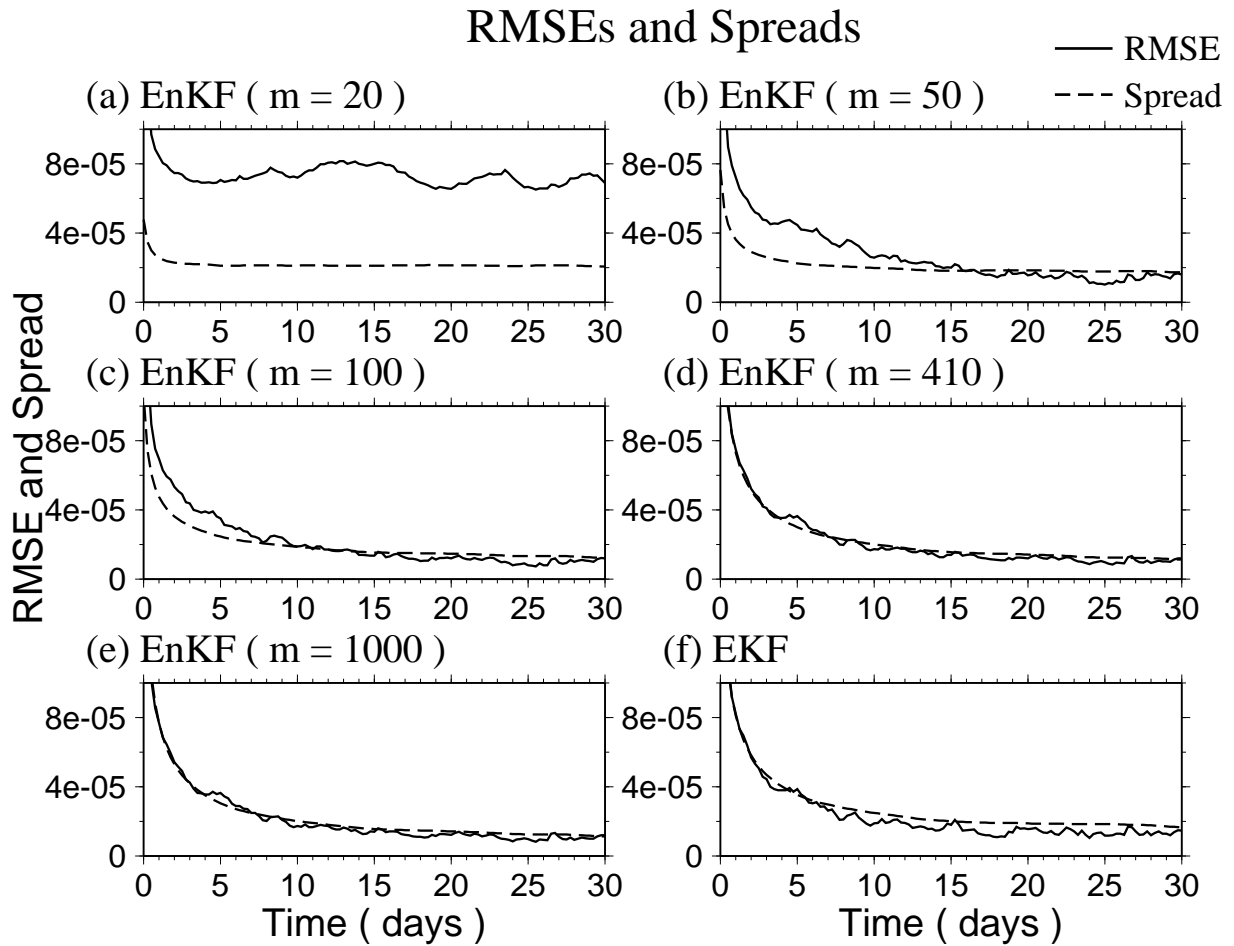 RMSEs and Spreads
RMSE
Spread
(a) EnKF ( m = 20 )
(b) EnKF ( m = 50 )
8e-05
4e-05
0
0 5 10 15 20 25 30
8e-05
4e-05
0
0 5 10 15 20 25 30
(c) EnKF ( m = 100 )
(d) EnKF ( m = 410 )
RMSE and Spread
8e-05
4e-05
0
0 5 10 15 20 25 30
8e-05
4e-05
0
0 5 10 15 20 25 30
(e) EnKF ( m = 1000 )
(f) EKF
8e-05
4e-05
0
0 5 10 15 20 25 30
Time ( days )
8e-05
4e-05
0
0 5 10 15 20 25 30
Time ( days )